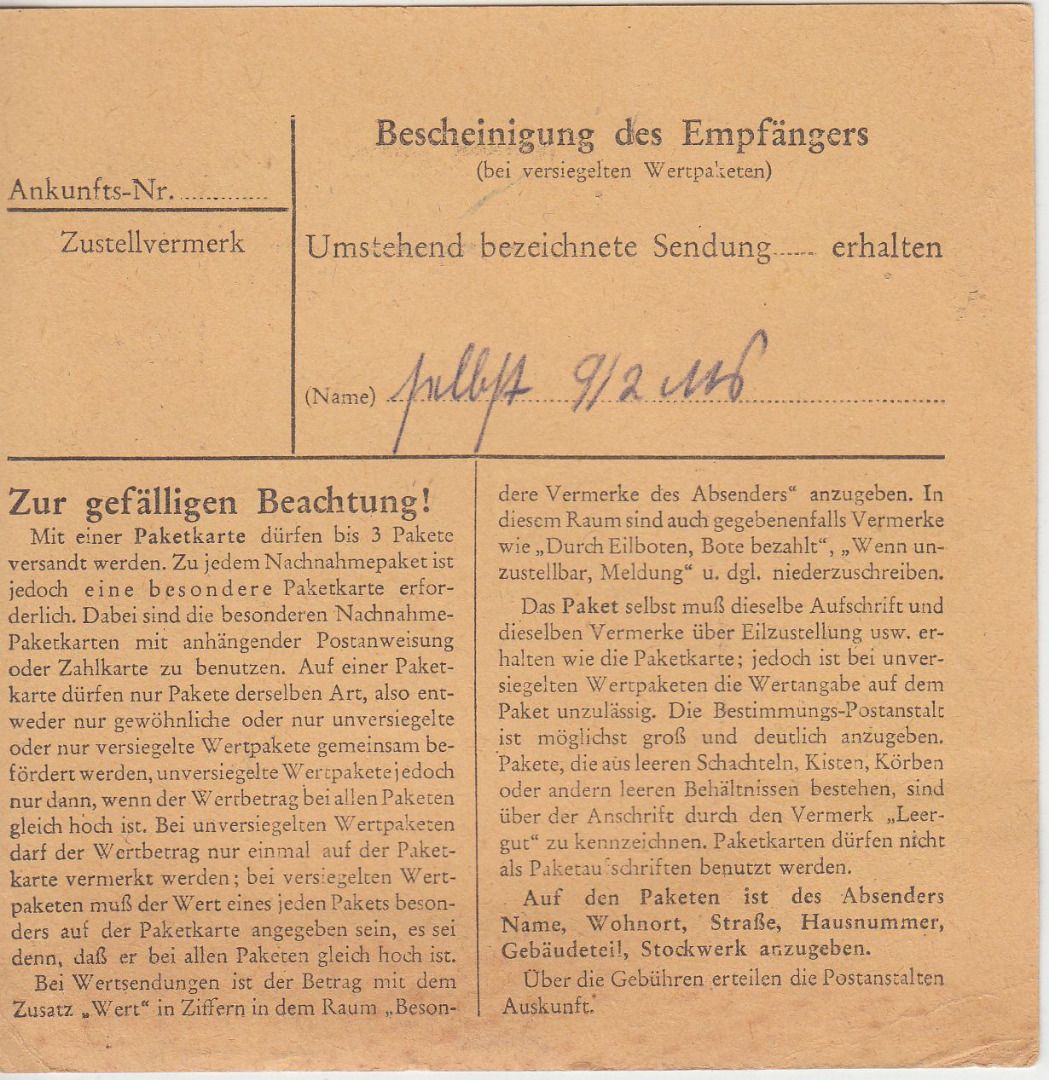 Ankunfts-Nr. ..............
Zustellvermerk
Bescheinigung des Empfängers
(bei versiegelten Wertpaketen)
Umstehend bezeichnete Sendung...... erhalten
(Name) selbst 9/2
Zur gefälligen Beachtung!
Mit einer Paketkarte dürfen bis 3 Pakete
versandt werden. Zu jedem Nachnahmepaket ist
jedoch eine besondere Paketkarte erfor-
derlich. Dabei sind die besonderen Nachnahme-
Paketkarten mit anhängender Postanweisung
oder Zahlkarte zu benutzen. Auf einer Paket-
karte dürfen nur Pakete derselben Art, also ent-
weder nur gewöhnliche oder nur unversiegelte
oder nur versiegelte Wertpakete gemeinsam be-
fördert werden, unversiegelte Wertpakete jedoch
nur dann, wenn der Wertbetrag bei allen Paketen
gleich hoch ist. Bei unversiegelten Wertpaketen
darf der Wertbetrag nur einmal auf der Paket-
karte vermerkt werden; bei versiegelten Wert-
paketen muß der Wert eines jeden Pakets beson-
ders auf der Paketkarte angegeben sein, es sei
denn, daß er bei allen Paketen gleich hoch ist.
Bei Wertsendungen ist der Betrag mit dem
Zusatz „Wert“ in Ziffern in dem Raum „Beson-
dere Vermerke des Absenders“ anzugeben. In
diesem Raum sind auch gegebenenfalls Vermerke
wie „Durch Eilboten, Bote bezahlt“, „Wenn un-
zustellbar, Meldung“ u. dgl. niederzuschreiben.
Das Paket selbst muß dieselbe Aufschrift und
dieselben Vermerke über Eilzustellung usw. er-
halten wie die Paketkarte; jedoch ist bei unver-
siegelten Wertpaketen die Wertangabe auf dem
Paket unzulässig. Die Bestimmungs-Postanstalt
ist möglichst groß und deutlich anzugeben.
Pakete, die aus leeren Schachteln, Kisten, Körben
oder andern leeren Behältnissen bestehen, sind
über der Anschrift durch den Vermerk „Leer-
gut“ zu kennzeichnen. Paketkarten dürfen nicht
als Paketaufschriften benutzt werden.
Auf den Paketen ist des Absenders
Name, Wohnort, Straße, Hausnummer,
Gebäudeteil, Stockwerk anzugeben.
Über die Gebühren erteilen die Postanstalten
Auskunft.